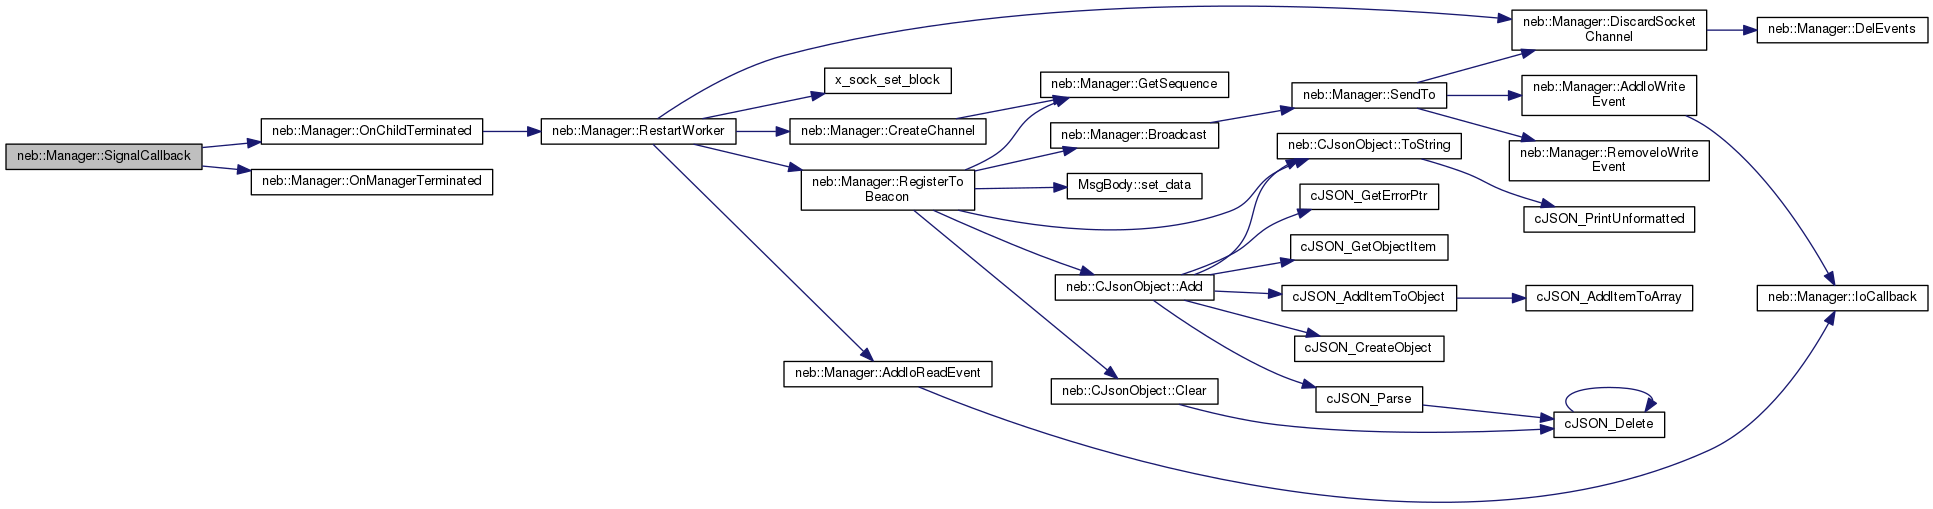 neb::Manager::SignalCallback
neb::Manager::OnChildTerminated
neb::Manager::OnManagerTerminated
neb::Manager::RestartWorker
x_sock_set_block
neb::Manager::CreateChannel
neb::Manager::RegisterTo
Beacon
neb::Manager::AddIoReadEvent
neb::Manager::GetSequence
neb::Manager::Broadcast
MsgBody::set_data
neb::CJsonObject::Add
neb::CJsonObject::Clear
neb::Manager::SendTo
neb::CJsonObject::ToString
cJSON_GetErrorPtr
cJSON_GetObjectItem
cJSON_AddItemToObject
cJSON_CreateObject
cJSON_Parse
neb::Manager::DiscardSocket
Channel
neb::Manager::AddIoWrite
Event
neb::Manager::RemoveIoWrite
Event
cJSON_PrintUnformatted
cJSON_AddItemToArray
cJSON_Delete
neb::Manager::DelEvents
neb::Manager::IoCallback